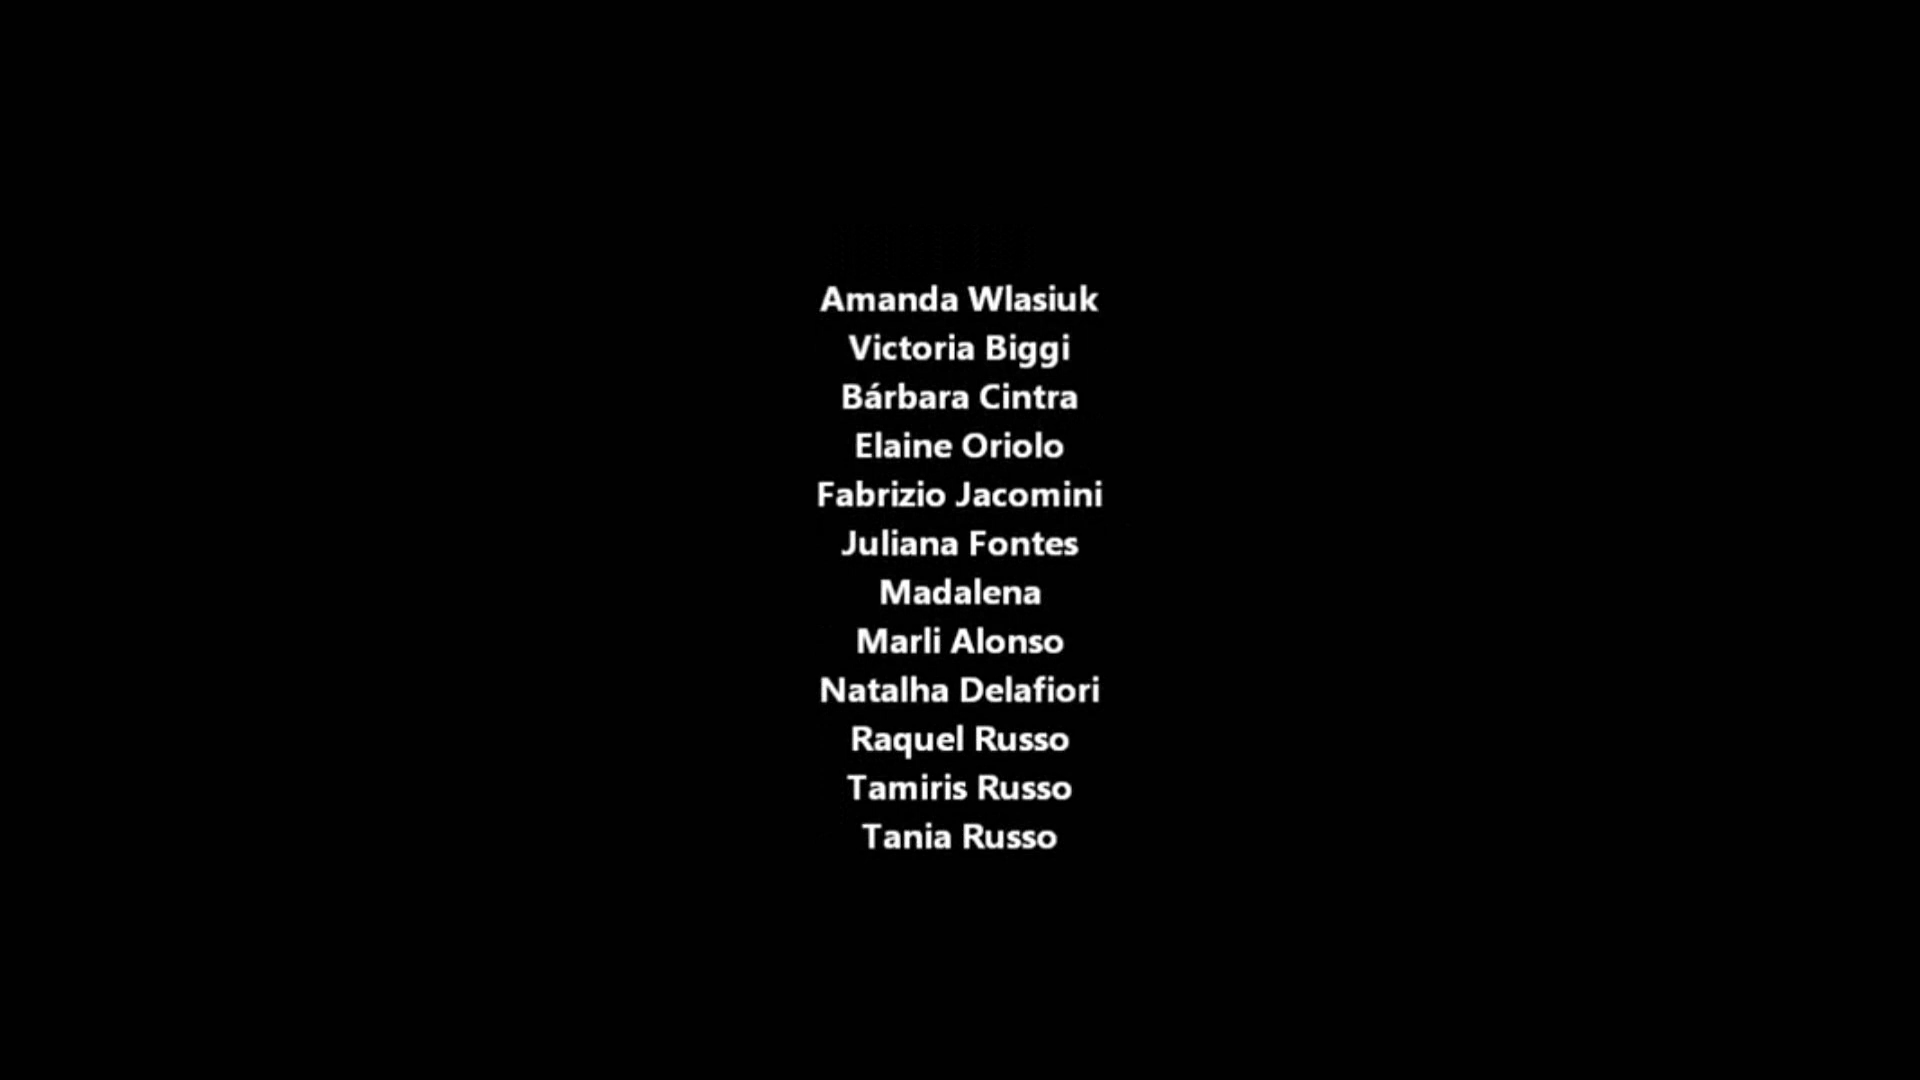 Amanda Wlasiuk
Victoria Biggi
Bárbara Cintra
Elaine Oriolo
Fabrizio Jacomini
Juliana Fontes
Madalena
Marli Alonso
Natalha Delafiori
Raquel Russo
Tamiris Russo
Tania Russo